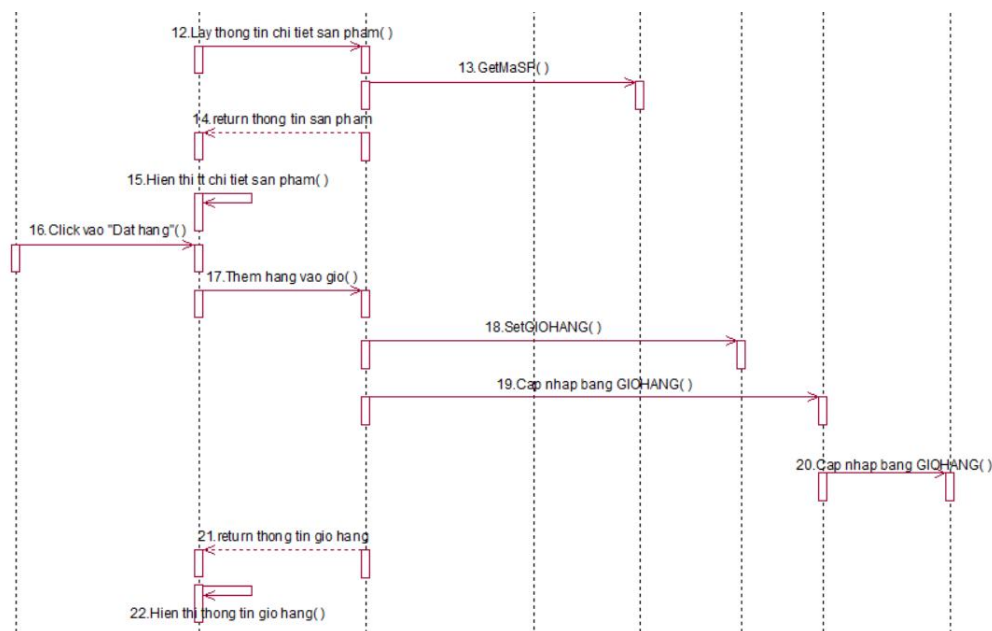 12.Lay thong tin chi tiet san pham( )
13.GetMaSP( )
14.return thong tin san pham
15.Hien thi tt chi tiet san pham( )
16.Click vao "Dat hang"( )
17.Them hang vao gio( )
18.SetGIOHANG( )
19.Cap nhap bang GIOHANG( )
20.Cap nhap bang GIOHANG( )
21.return thong tin gio hang
22.Hien thi thong tin gio hang( )